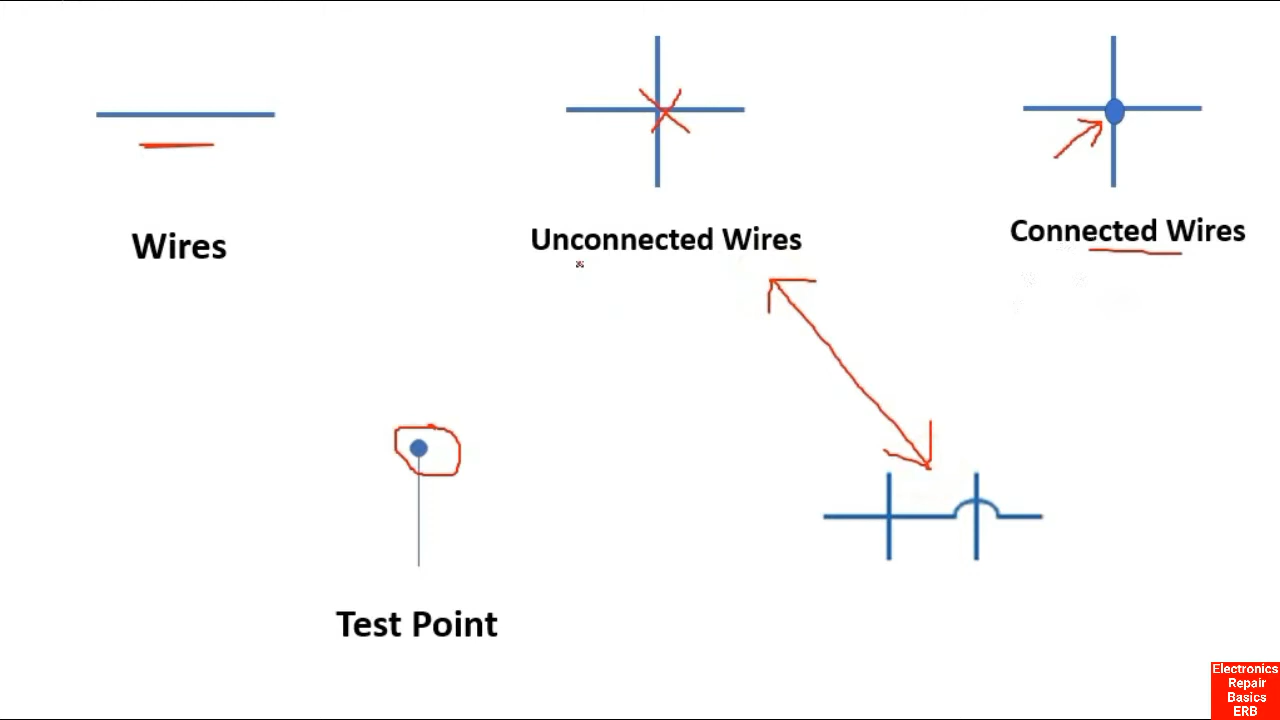 Wires
Unconnected Wires
Connected Wires
Test Point
Electronics
Repair
Basics
ERB